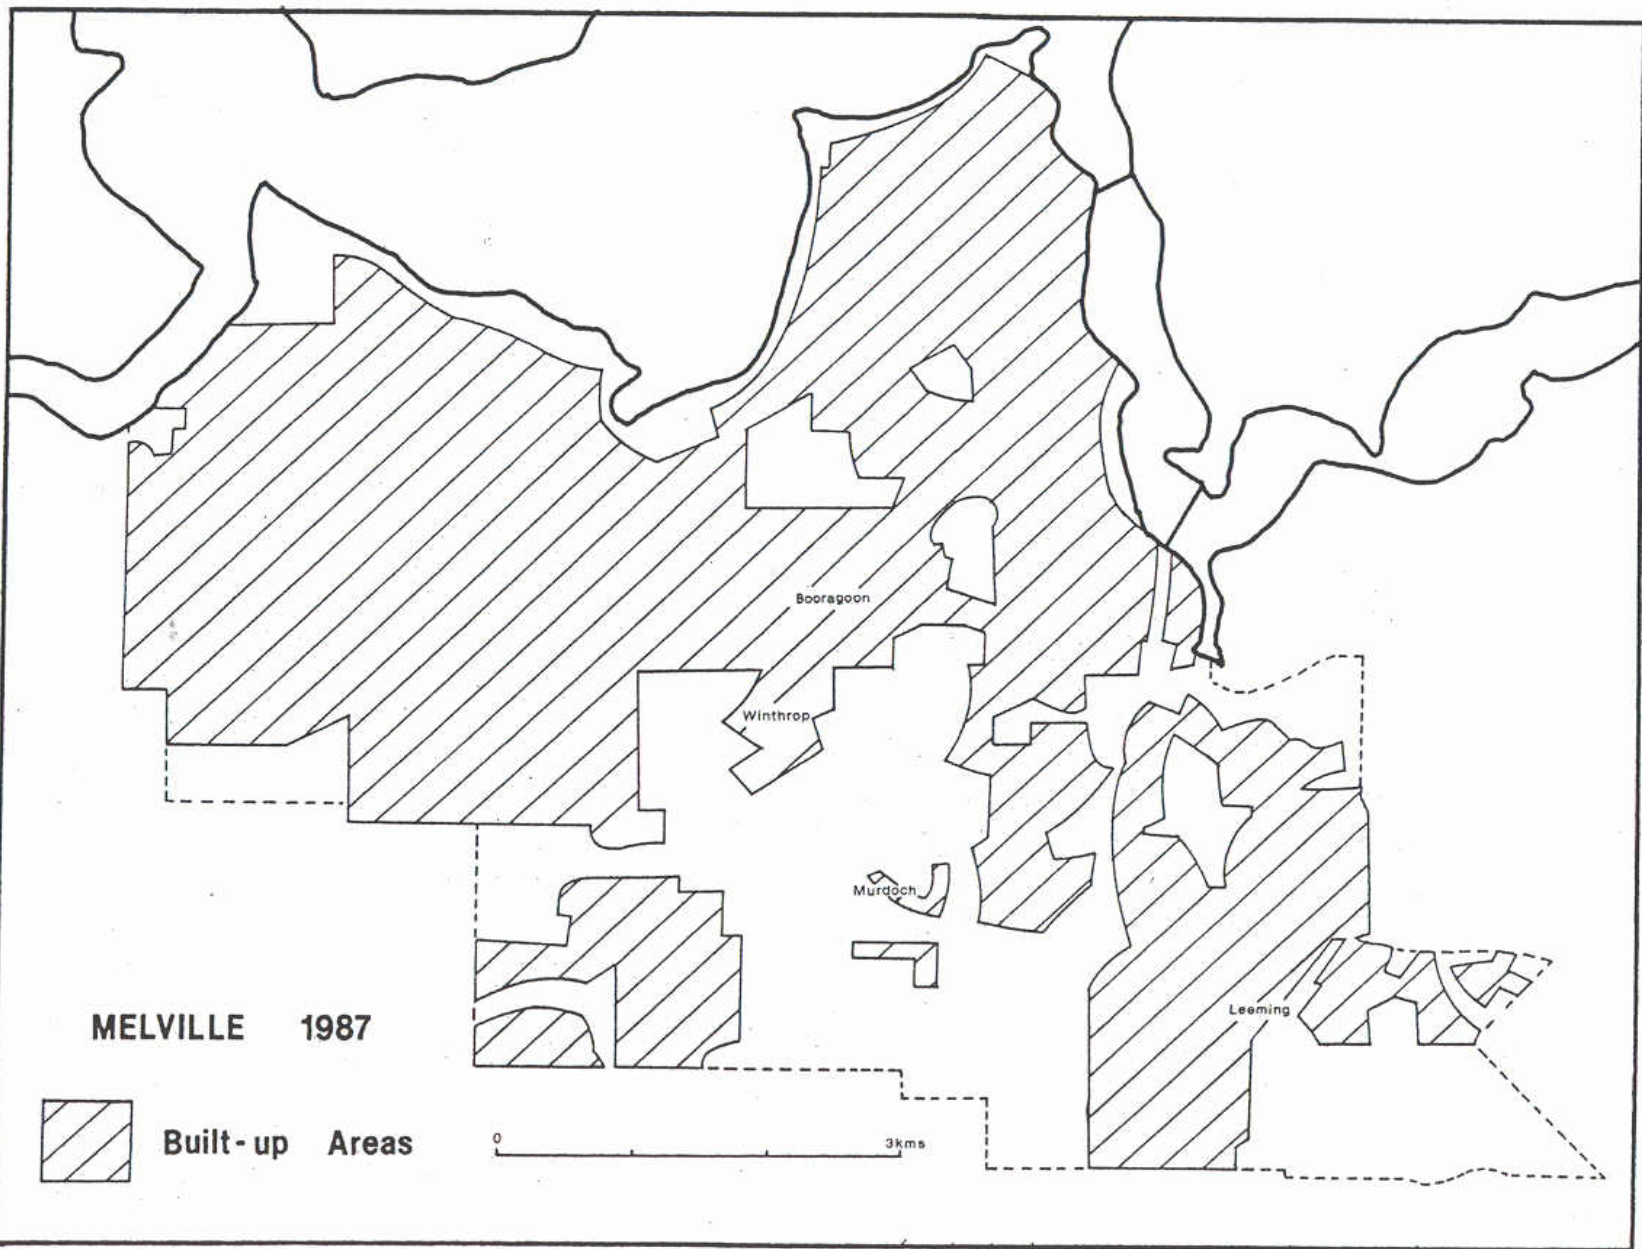 Booragoon
Winthrop
Murdoch
Leeming
MELVILLE 1987
Built-up Areas
0 3kms